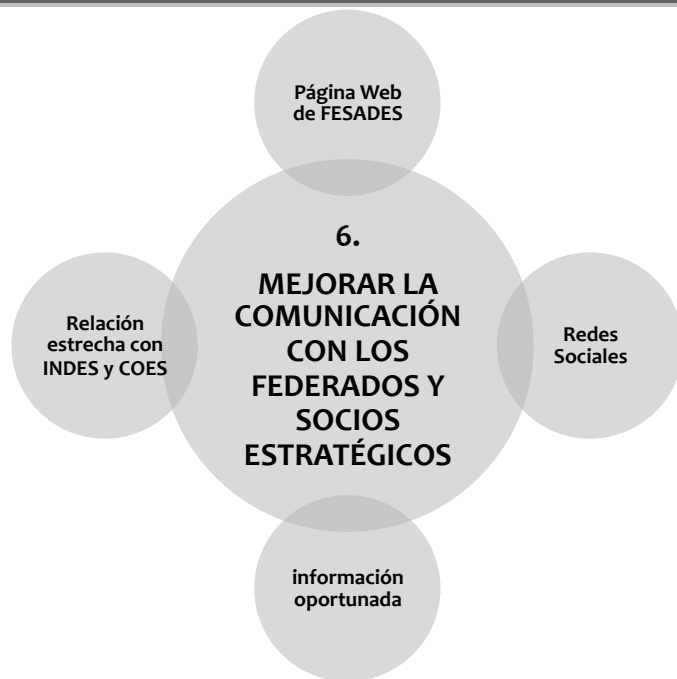 Página Web
de FESADES
6.
MEJORAR LA
COMUNICACIÓN
CON LOS
FEDERADOS Y
SOCIOS
ESTRATÉGICOS
Relación
estrecha con
INDES y COES
Redes
Sociales
información
oportunada